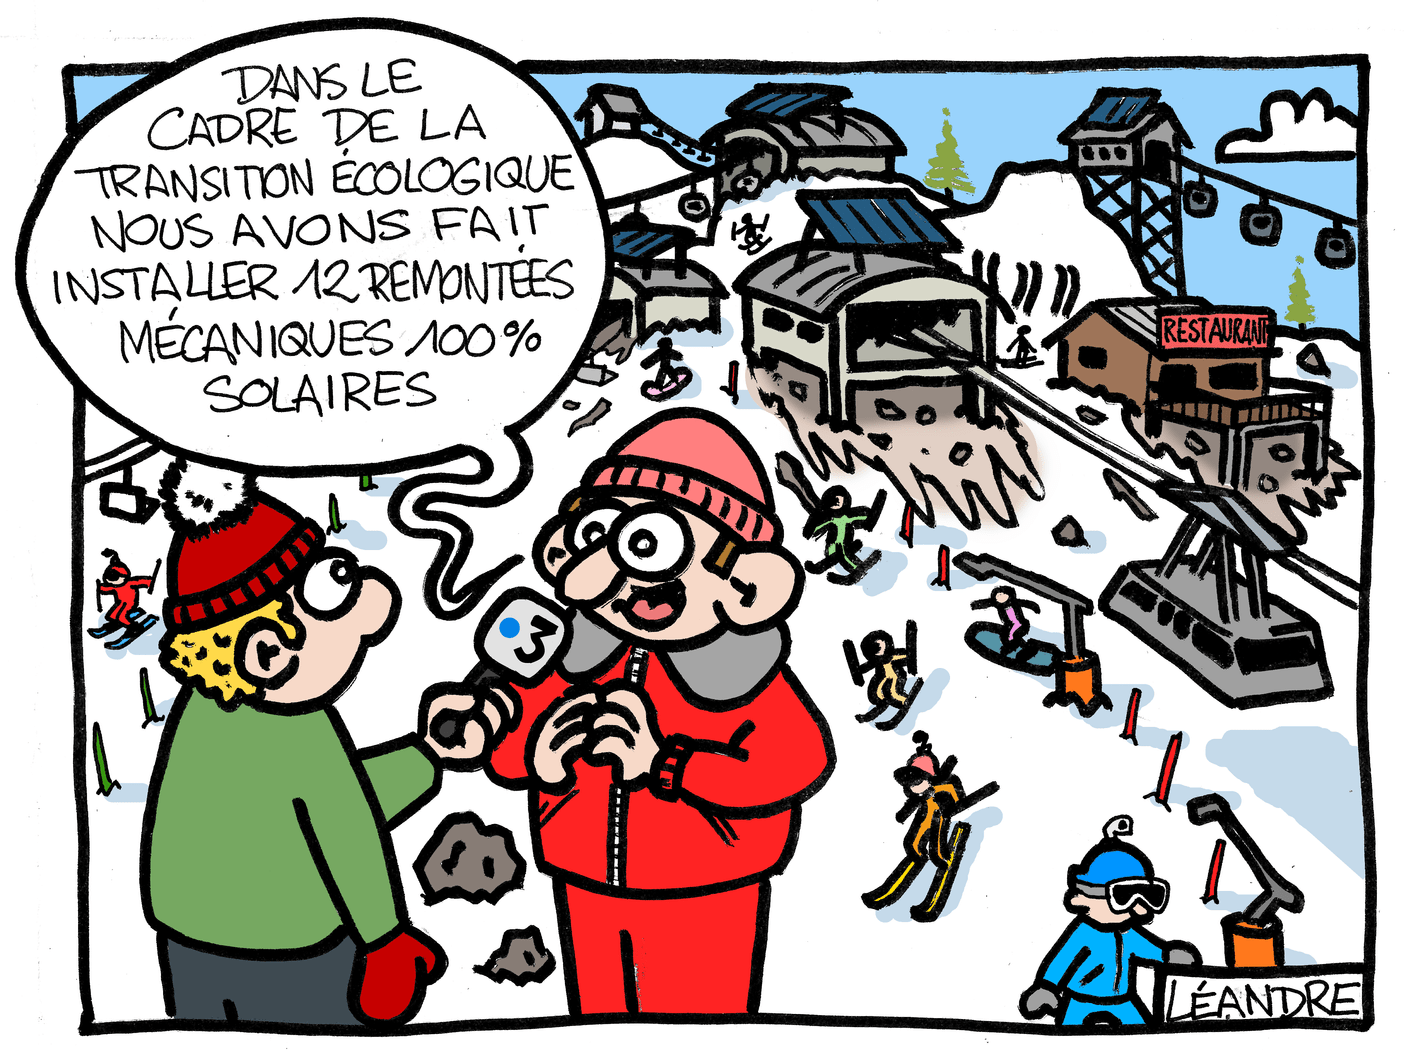 DANS LE
CADRE DE LA
TRANSITION ÉCOLOGIQUE
NOUS AVONS FAIT
INSTALLER 12 REMONTÉES
MÉCANIQUES 100%
SOLAIRES
RESTAURANT
3
LÉANDRE